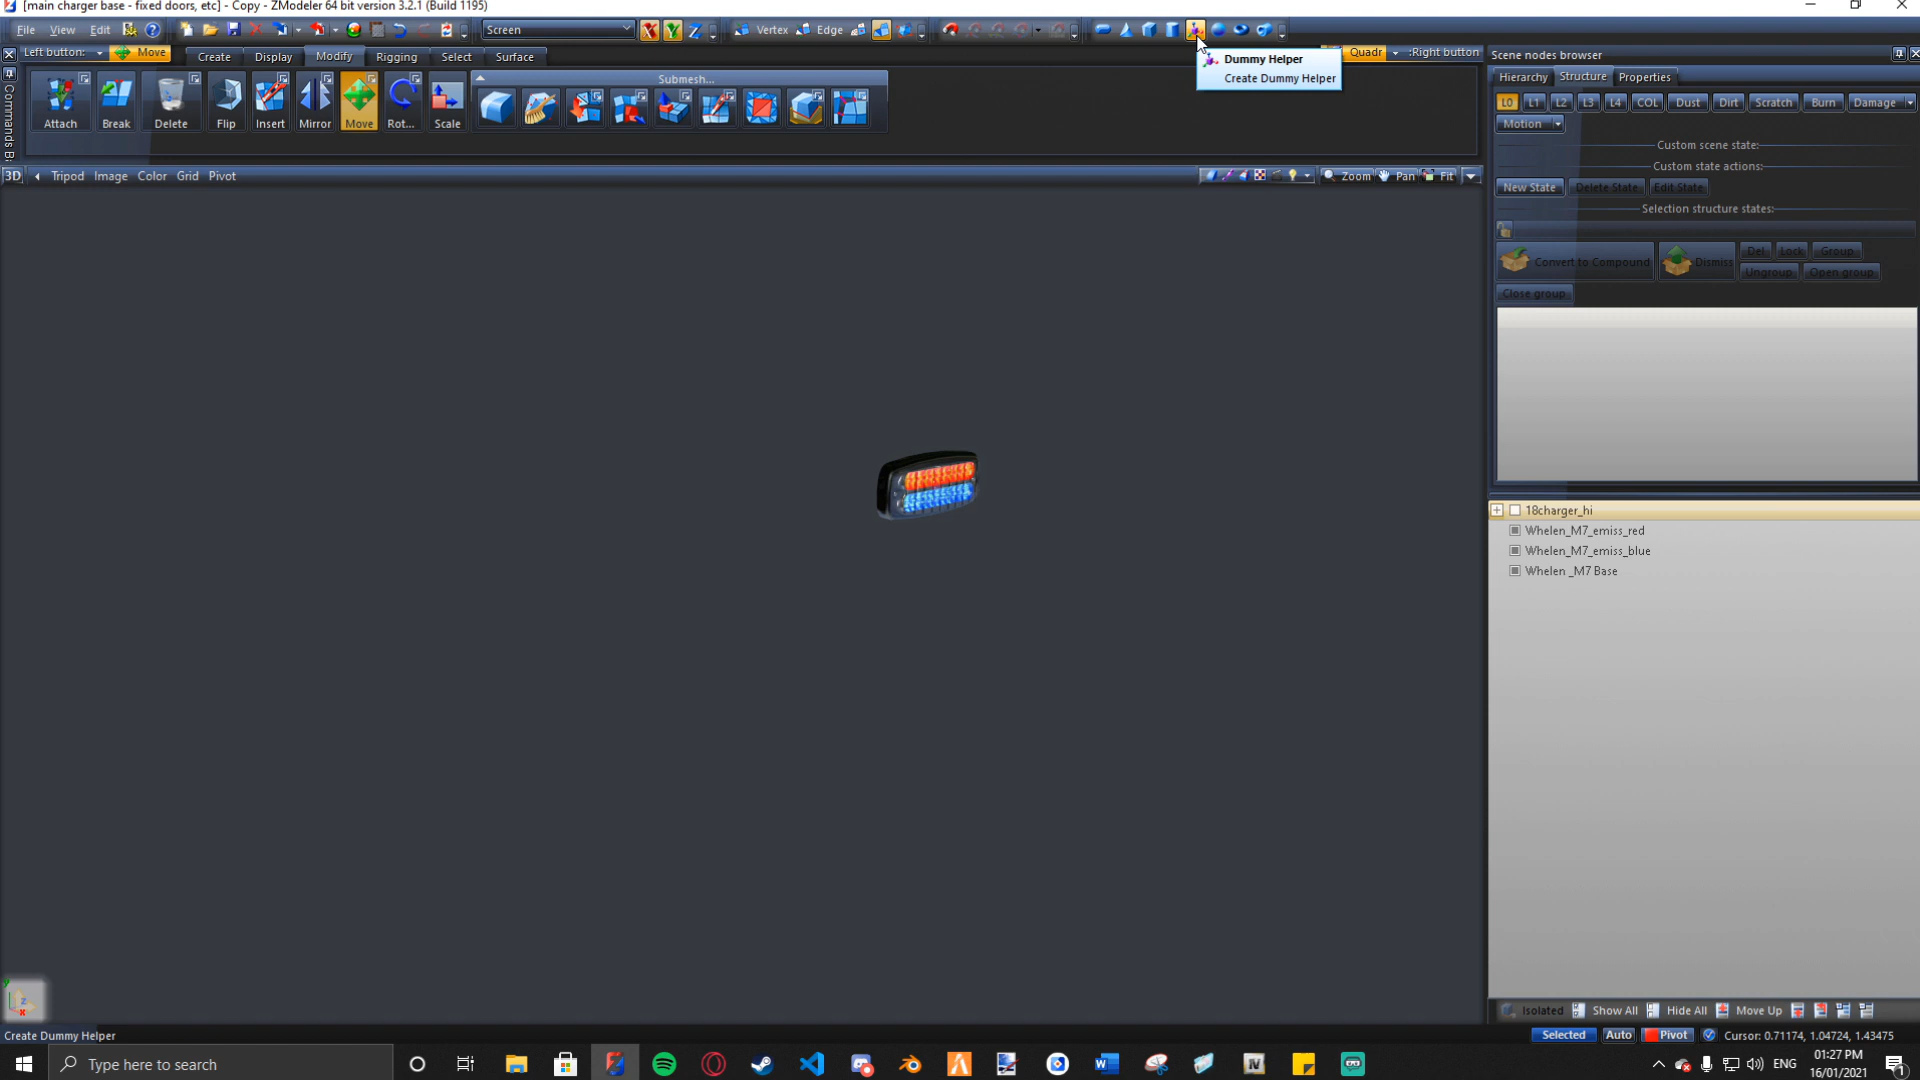 [main charger base - fixed doors, etc] - Copy - ZModeler 64 bit version 3.2.1 (Build 1195)
File View Edit Screen X Y Z Vertex Edge
Left button: Move Quadr :Right button
Dummy Helper
Create Dummy Helper
Create Display Modify Rigging Select Surface
Commands B
Attach Break Delete Flip Insert Mirror Move Rot... Scale
Submesh...
3D Tripod Image Color Grid Pivot Zoom Pan Fit
Scene nodes browser
Hierarchy Structure Properties
L0 L1 L2 L3 L4 COL Dust Dirt Scratch Burn Damage
Motion
Custom scene state:
Custom state actions:
New State Delete State Edit State
Selection structure states:
Convert to Compound Dismiss Del Lock Group
Ungroup Open group
Close group
18charger_hi
Whelen_M7_emiss_red
Whelen_M7_emiss_blue
Whelen _M7 Base
Isolated Show All Hide All Move Up
Create Dummy Helper
Selected Auto Pivot Cursor: 0.71174, 1.04724, 1.43475
Type here to search
ENG
01:27 PM
16/01/2021
1